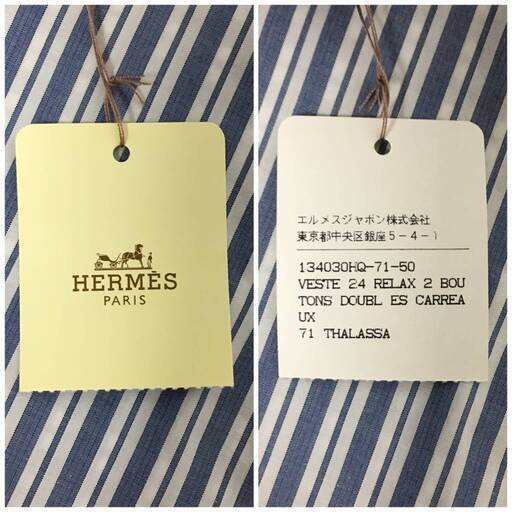 HERMÈS
PARIS
エルメスジャポン株式会社
東京都中央区銀座5-4-1
134030HQ-71-50
VESTE 24 RELAX 2 BOU
TONS DOUBL ES CARREA
UX
71 THALASSA